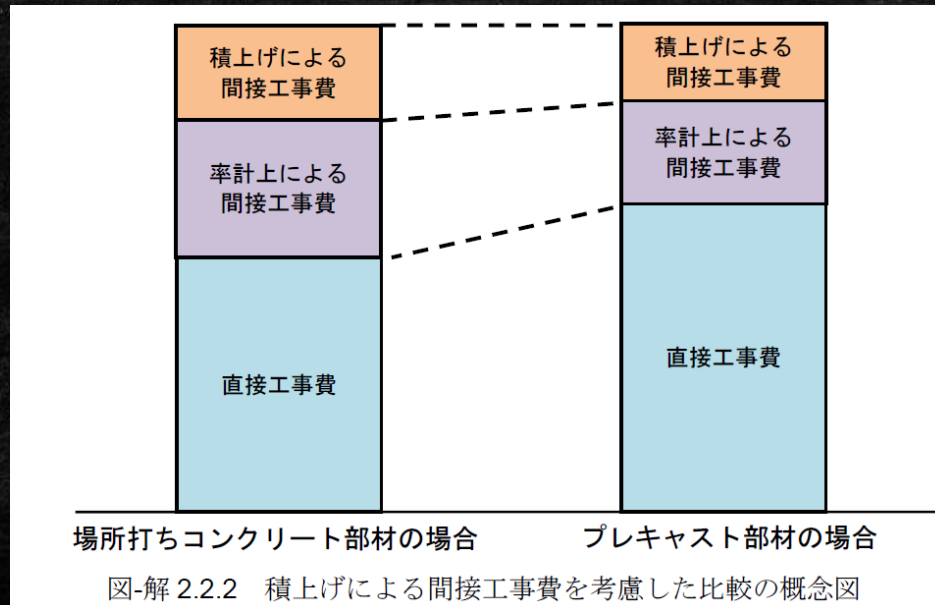 積上げによる
間接工事費
率計上による
間接工事費
直接工事費
積上げによる
間接工事費
率計上による
間接工事費
直接工事費
場所打ちコンクリート部材の場合
プレキャスト部材の場合
図-解 2.2.2　積上げによる間接工事費を考慮した比較の概念図